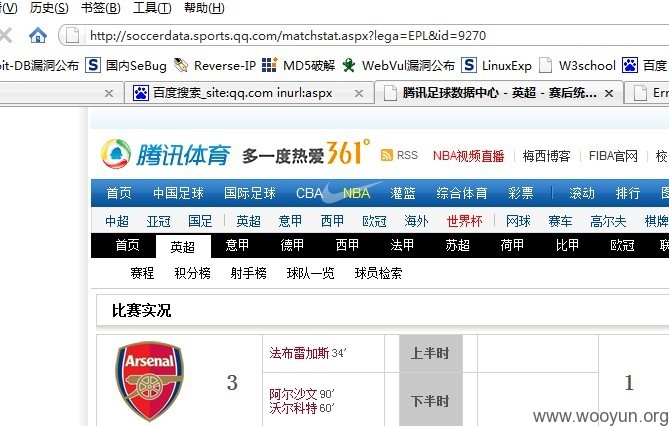 (V) 历史(S) 书签(B) 工具(T) 帮助(H)
http://soccerdata.sports.qq.com/matchstat.aspx?lega=EPL&id=9270
it-DB漏洞公布 国内SeBug Reverse-IP MD5破解 WebVul漏洞公布 LinuxExp W3school 百度
百度搜索_site:qq.com inurl:aspx 腾讯足球数据中心 - 英超 - 赛后统... Err
腾讯体育 多一度热爱 361° RSS NBA视频直播 梅西博客 FIBA官网 校
首页 中国足球 国际足球 CBA NBA 灌篮 综合体育 彩票 滚动 排行
中超 亚冠 国足 英超 意甲 西甲 欧冠 海外 世界杯 网球 赛车 高尔夫 棋牌
首页 英超 意甲 德甲 西甲 法甲 苏超 荷甲 比甲 欧冠 联
赛程 积分榜 射手榜 球队一览 球员检索
比赛实况
Arsenal
3
法布雷加斯 34′
上半时
1
阿尔沙文 90′
沃尔科特 60′
下半时
www.wooyun.org